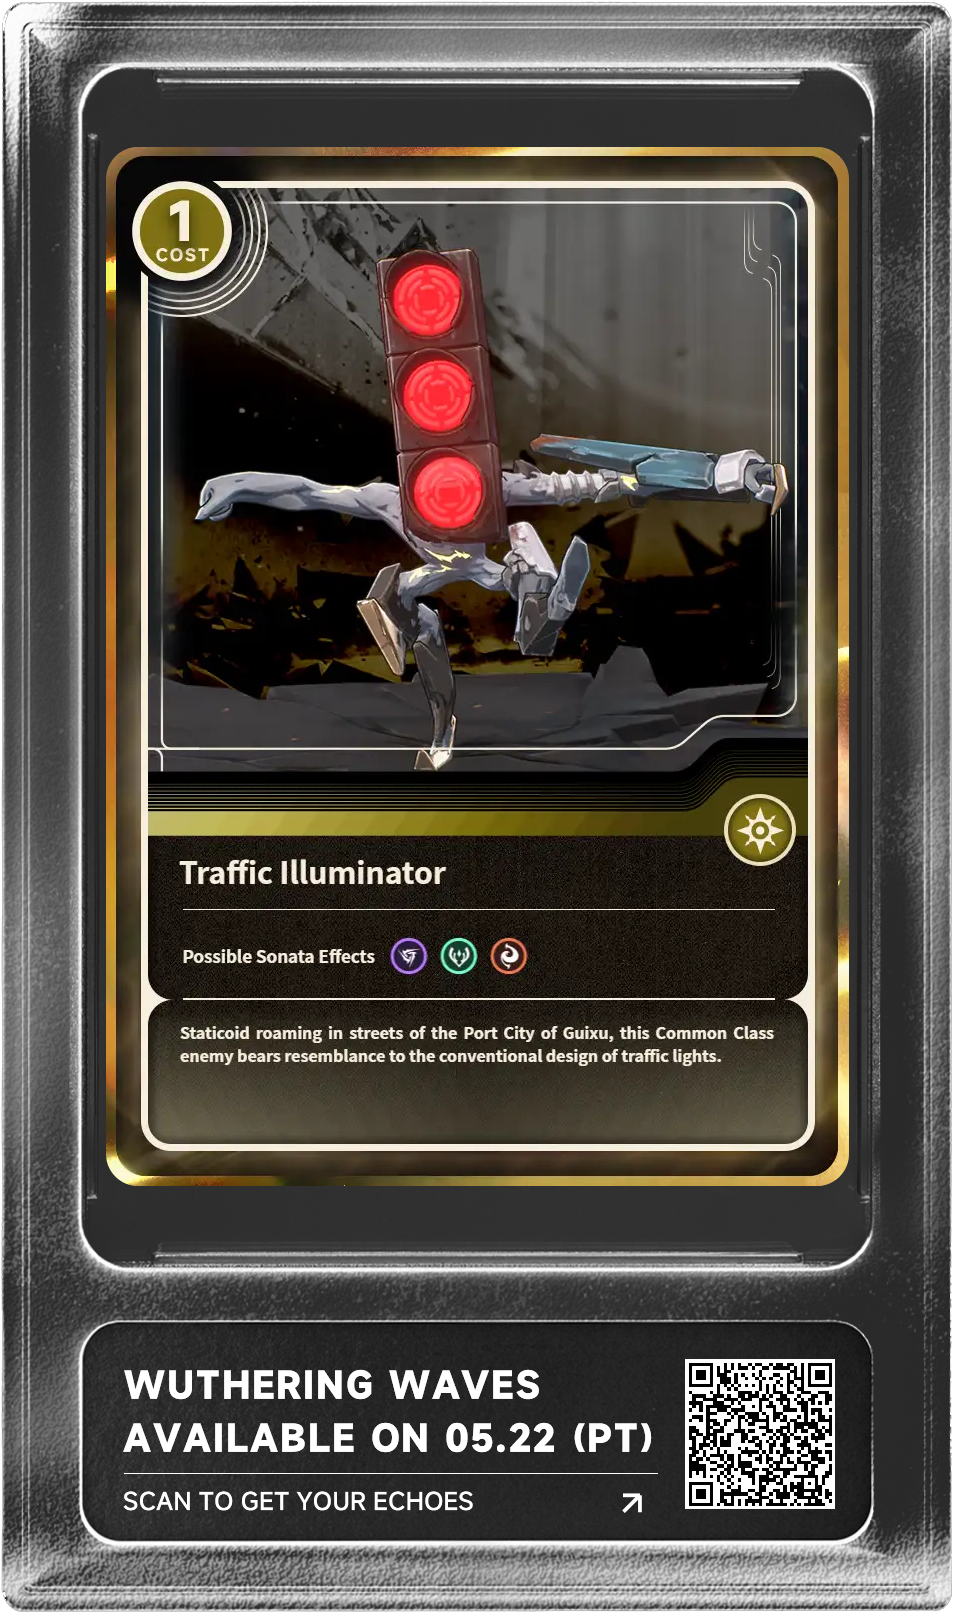 1
COST
Traffic Illuminator
Possible Sonata Effects
Staticoid roaming in streets of the Port City of Guixu, this Common Class
enemy bears resemblance to the conventional design of traffic lights.
WUTHERING WAVES
AVAILABLE ON 05.22 (PT)
SCAN TO GET YOUR ECHOES